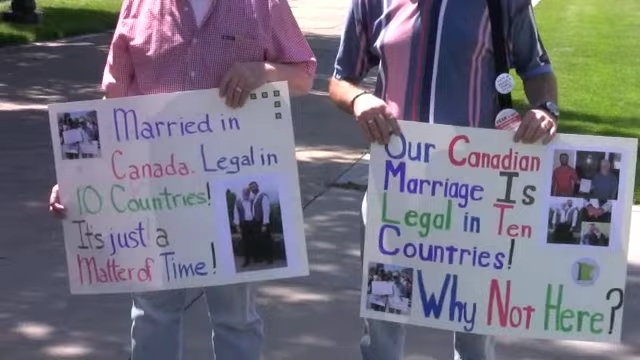 Married in
Canada. Legal in
10 Countries!
It's just a
Matter of Time!
Our Canadian
Marriage Is
Legal in Ten
Countries!
Why Not Here?